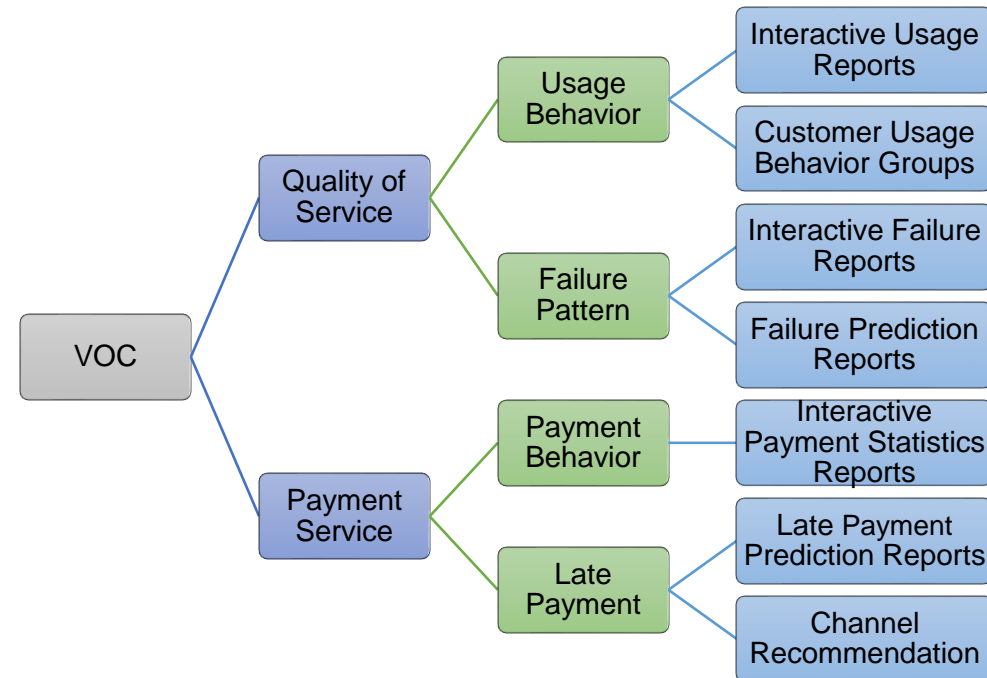 VOC
Quality of
Service
Payment
Service
Usage
Behavior
Failure
Pattern
Payment
Behavior
Late
Payment
Interactive Usage
Reports
Customer Usage
Behavior Groups
Interactive Failure
Reports
Failure Prediction
Reports
Interactive
Payment Statistics
Reports
Late Payment
Prediction Reports
Channel
Recommendation